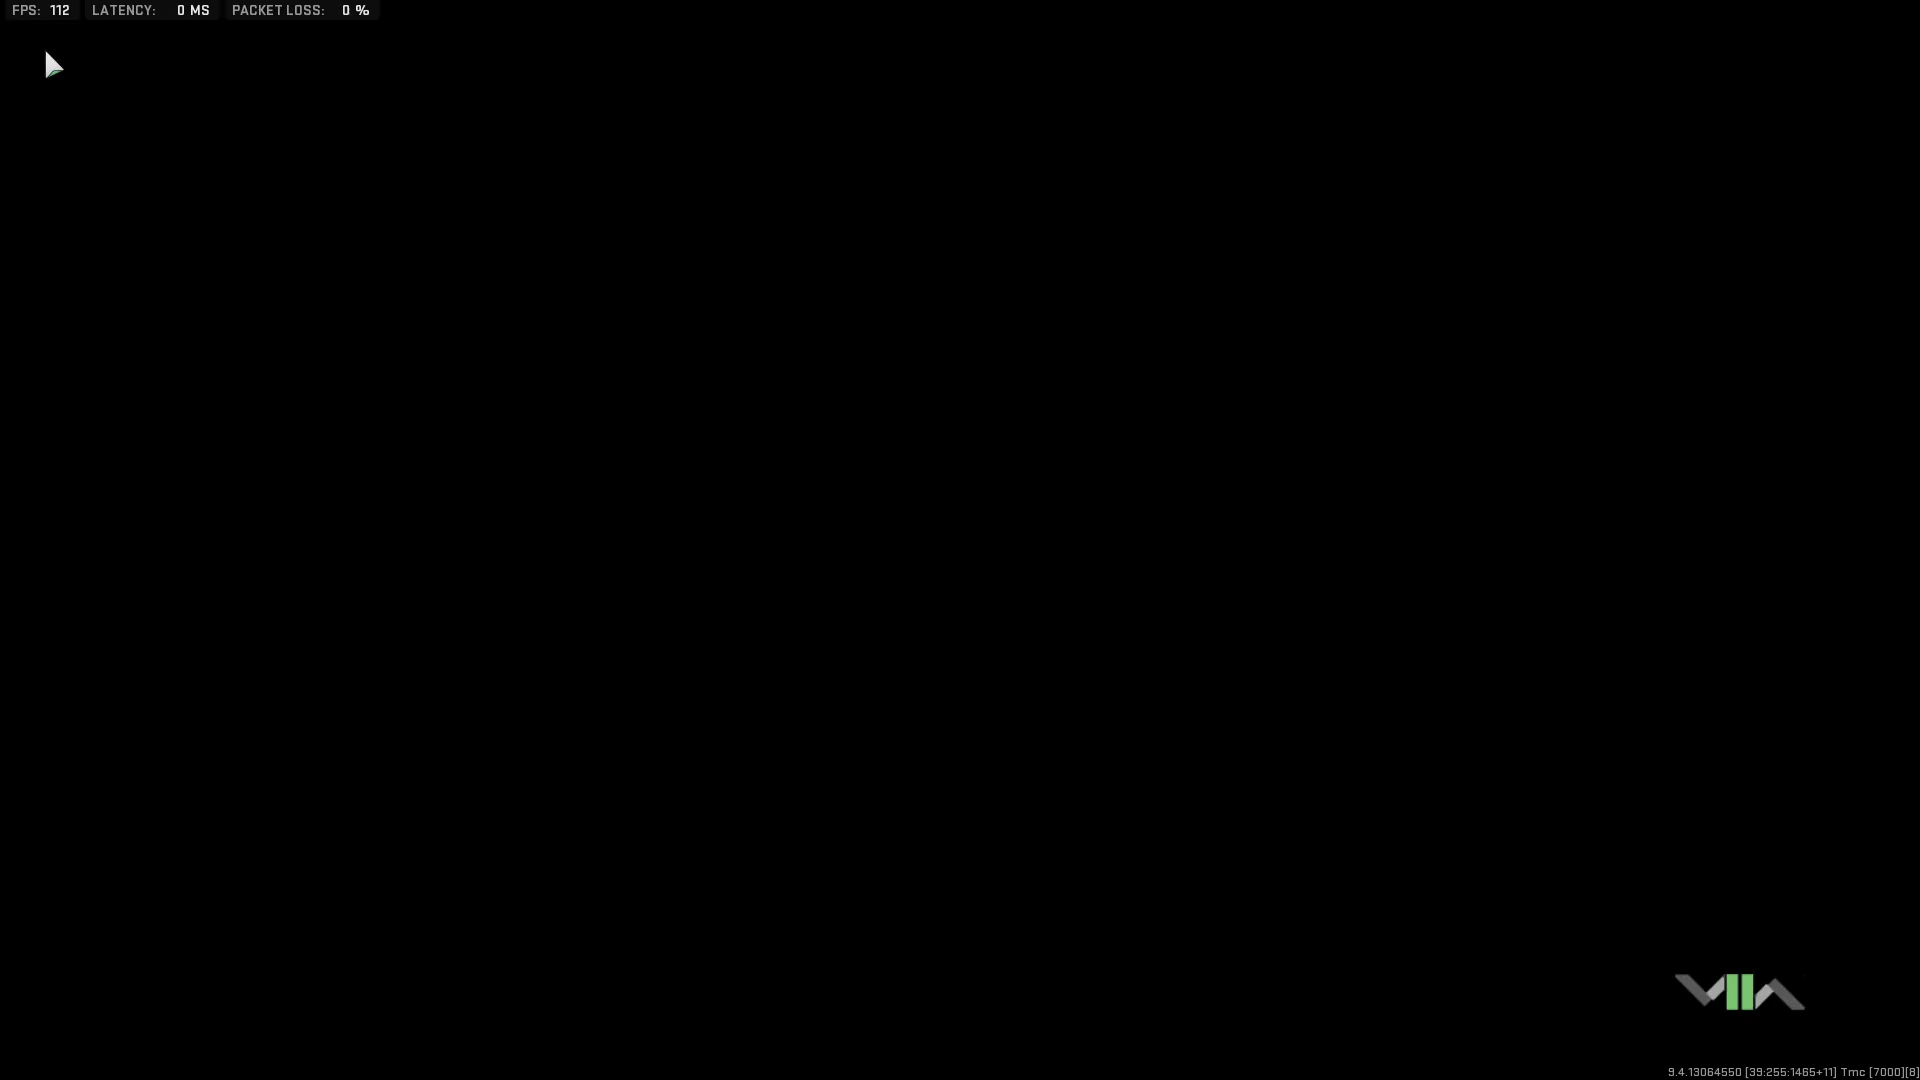 FPS: 112 LATENCY: 0 MS PACKET LOSS: 0 %
9.4.13064550 [39:255:1465+11] Tmc [7000][8]